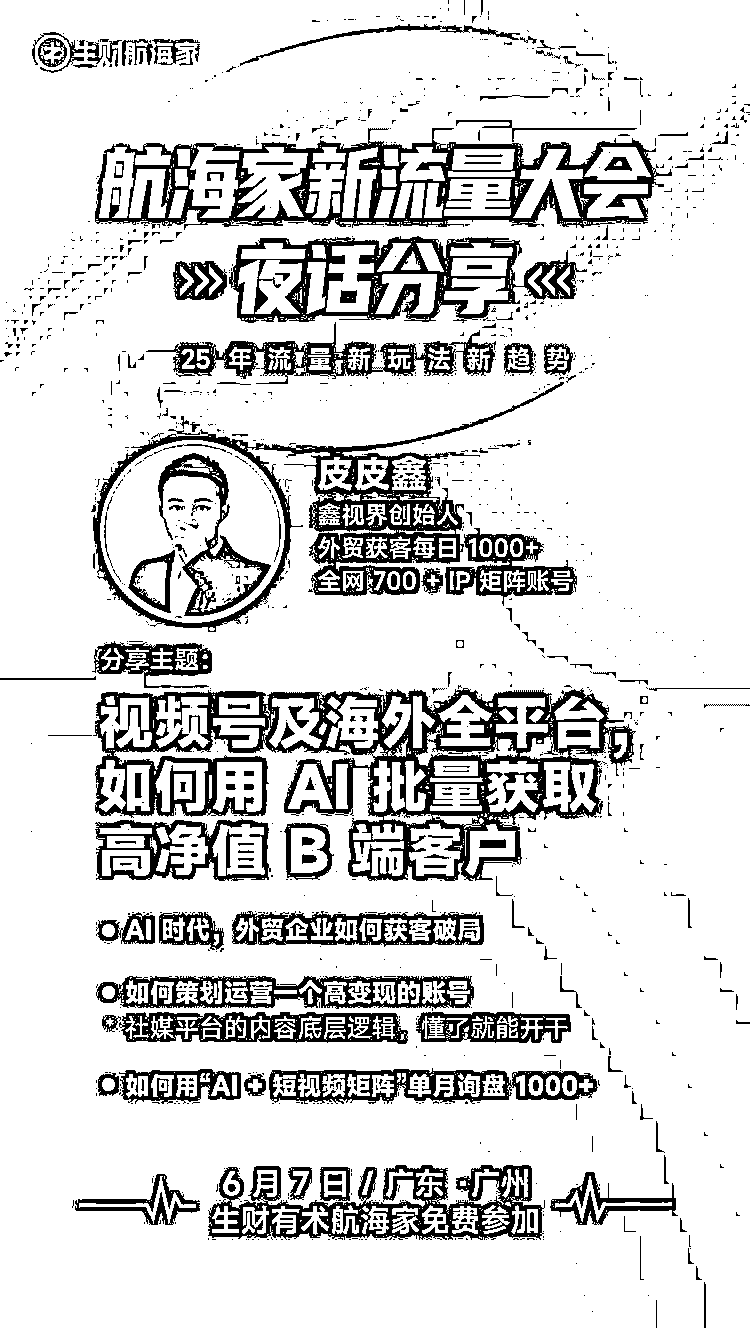 生财航海家
航海家新流量大会
夜话分享
25年流量新玩法新趋势
皮皮鑫
鑫视界创始人
外贸获客每日 1000+
全网 700 + IP 矩阵账号
分享主题：
视频号及海外全平台，
如何用 AI 批量获取
高净值 B 端客户
AI 时代，外贸企业如何获客破局
如何策划运营一个高变现的账号
*社媒平台的内容底层逻辑，懂了就能开干
如何用“AI + 短视频矩阵”单月询盘 1000+
6 月 7 日 / 广东 · 广州
生财有术航海家免费参加